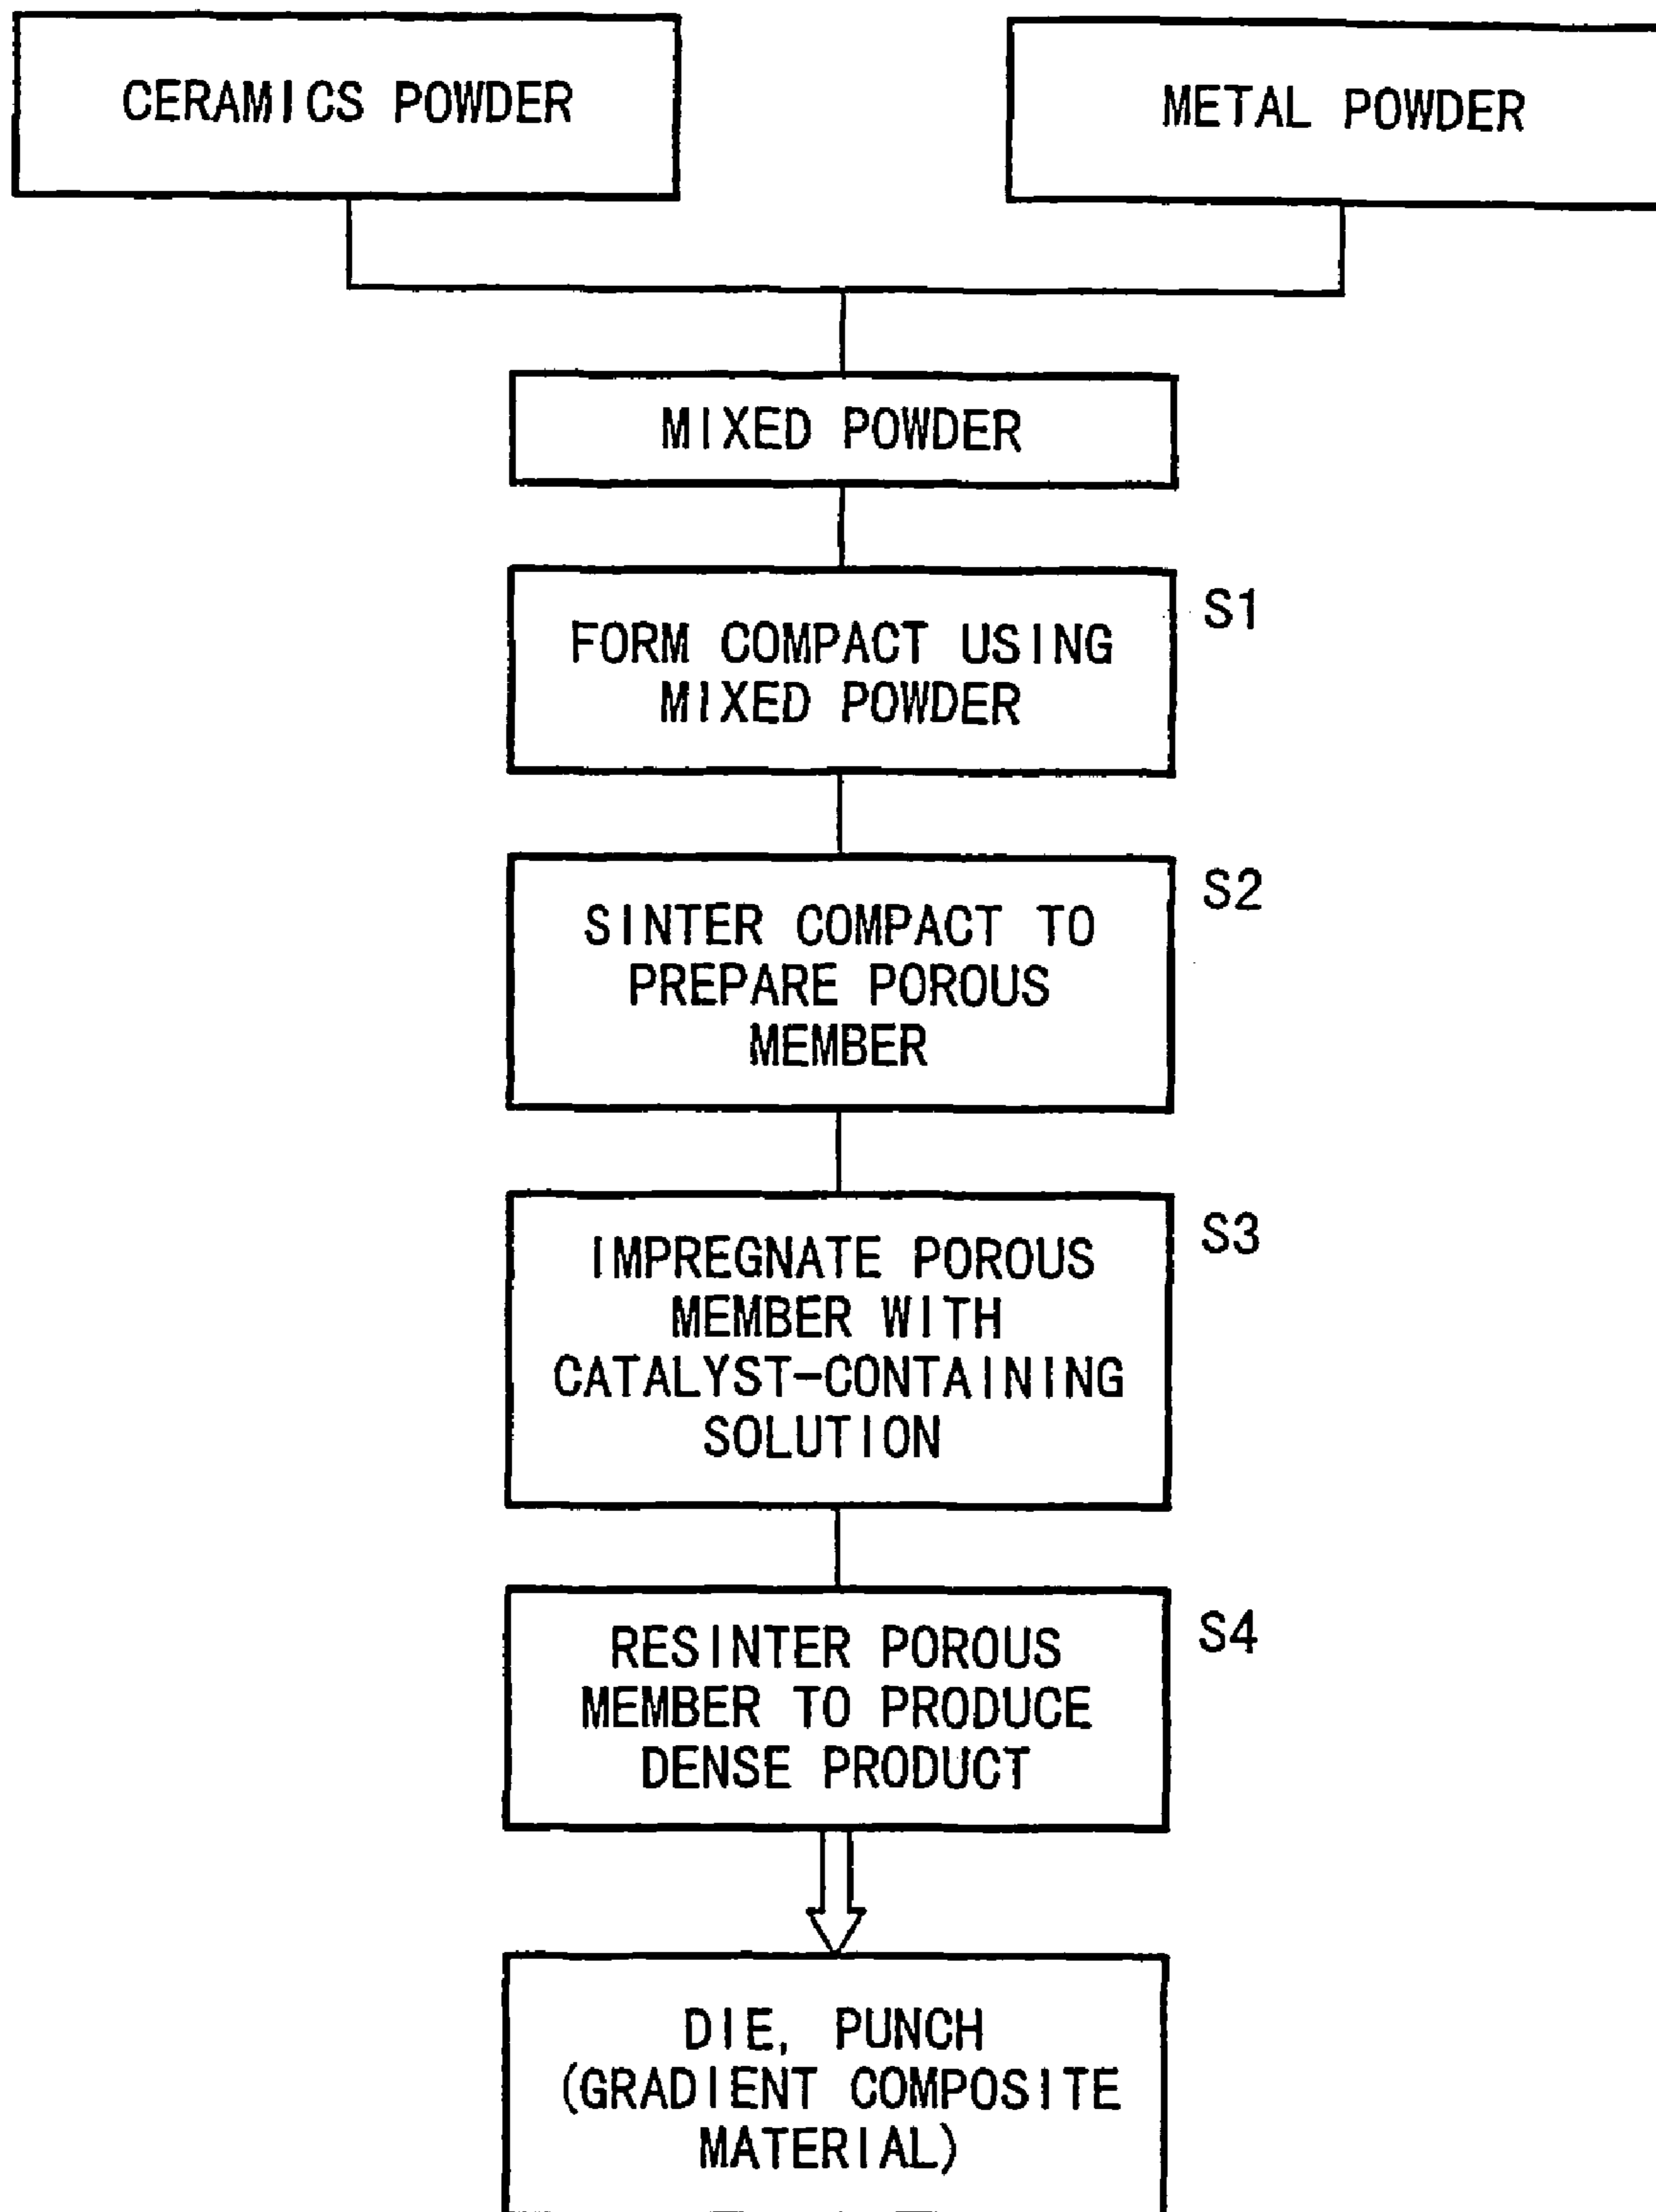 CERAMICS POWDER
METAL POWDER
MIXED POWDER
FORM COMPACT USING
MIXED POWDER
S1
SINTER COMPACT TO
PREPARE POROUS
MEMBER
S2
IMPREGNATE POROUS
MEMBER WITH
CATALYST-CONTAINING
SOLUTION
S3
RESINTER POROUS
MEMBER TO PRODUCE
DENSE PRODUCT
S4
DIE, PUNCH
(GRADIENT COMPOSITE
MATERIAL)